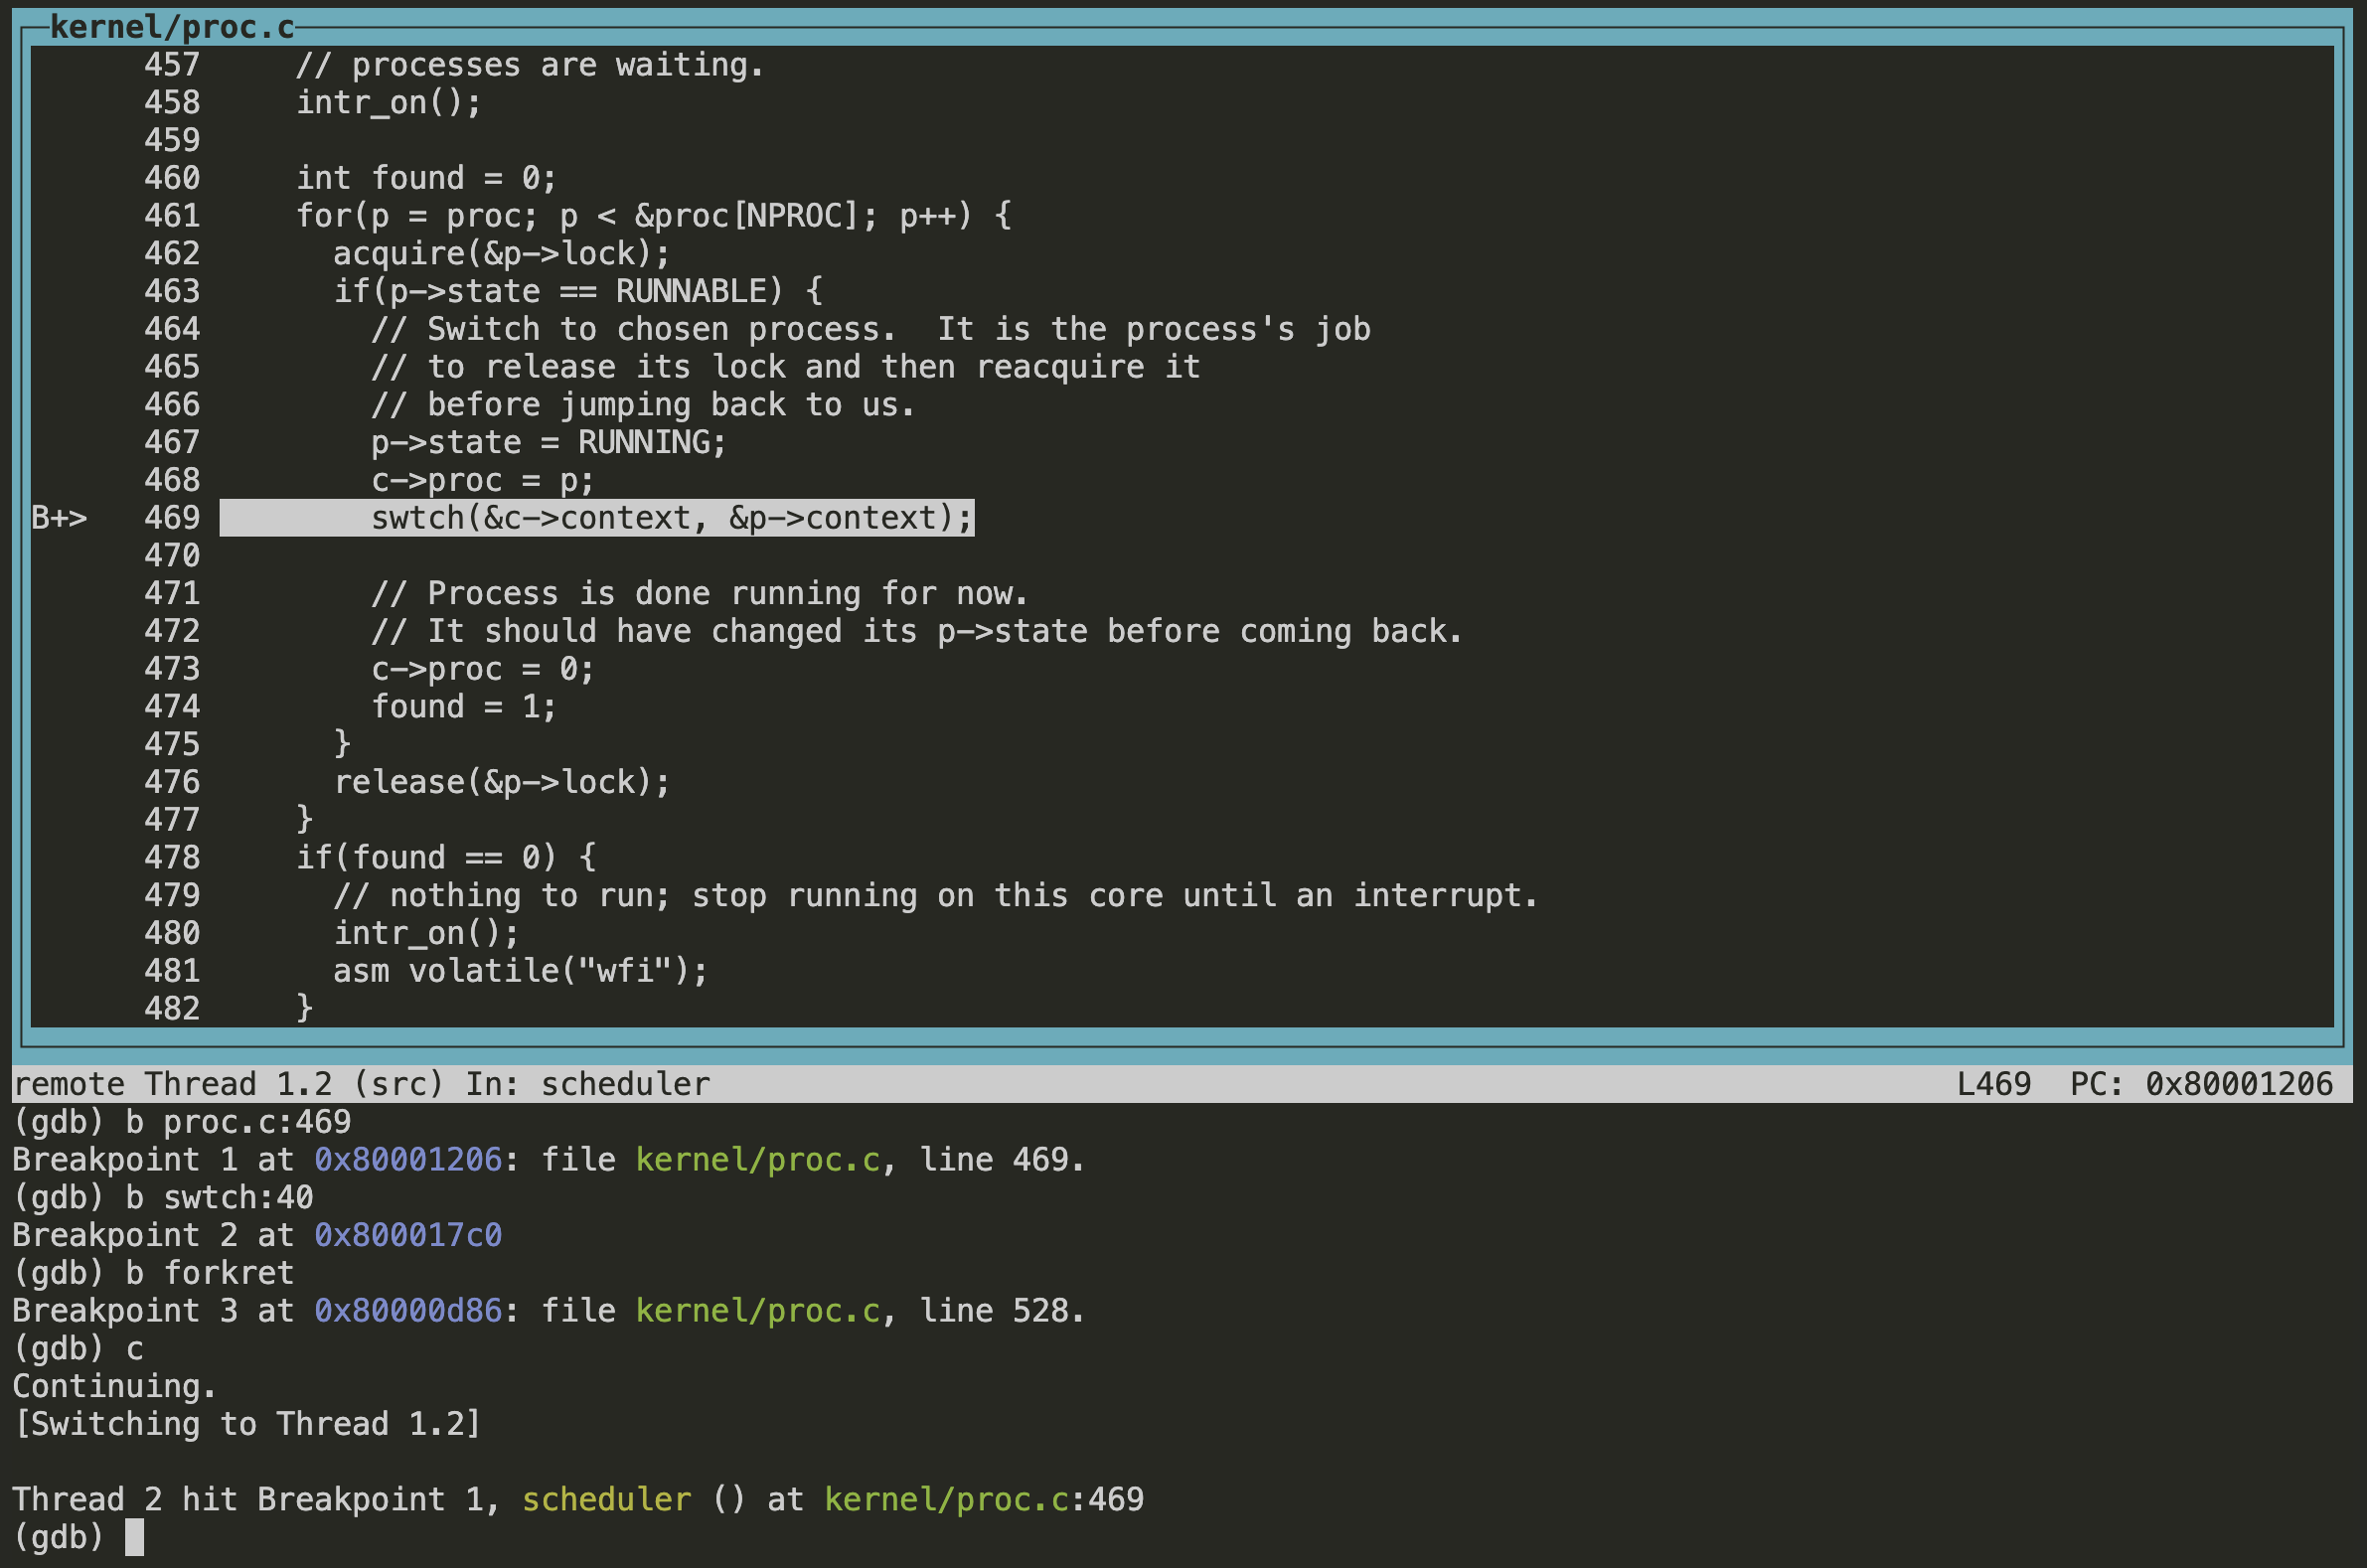 kernel/proc.c
457     // processes are waiting.
458     intr_on();
459
460     int found = 0;
461     for(p = proc; p < &proc[NPROC]; p++) {
462       acquire(&p->lock);
463       if(p->state == RUNNABLE) {
464         // Switch to chosen process.  It is the process's job
465         // to release its lock and then reacquire it
466         // before jumping back to us.
467         p->state = RUNNING;
468         c->proc = p;
B+>   469         swtch(&c->context, &p->context);
470
471         // Process is done running for now.
472         // It should have changed its p->state before coming back.
473         c->proc = 0;
474         found = 1;
475       }
476       release(&p->lock);
477     }
478     if(found == 0) {
479       // nothing to run; stop running on this core until an interrupt.
480       intr_on();
481       asm volatile("wfi");
482     }
remote Thread 1.2 (src) In: scheduler L469  PC: 0x80001206
(gdb) b proc.c:469
Breakpoint 1 at 0x80001206: file kernel/proc.c, line 469.
(gdb) b swtch:40
Breakpoint 2 at 0x800017c0
(gdb) b forkret
Breakpoint 3 at 0x80000d86: file kernel/proc.c, line 528.
(gdb) c
Continuing.
[Switching to Thread 1.2]
Thread 2 hit Breakpoint 1, scheduler () at kernel/proc.c:469
(gdb)